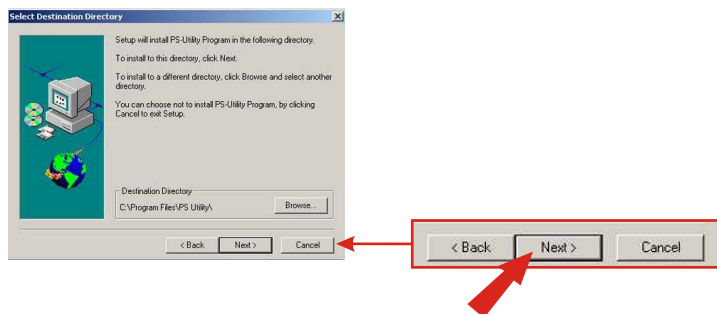 Select Destination Directory
Setup will install PS-Utility Program in the following directory.
To install to this directory, click Next.
To install to a different directory, click Browse and select another
directory.
You can choose not to install PS-Utility Program, by clicking
Cancel to exit Setup.
Destination Directory
C:\Program Files\PS Utility\
Browse...
< Back Next > Cancel
< Back Next > Cancel